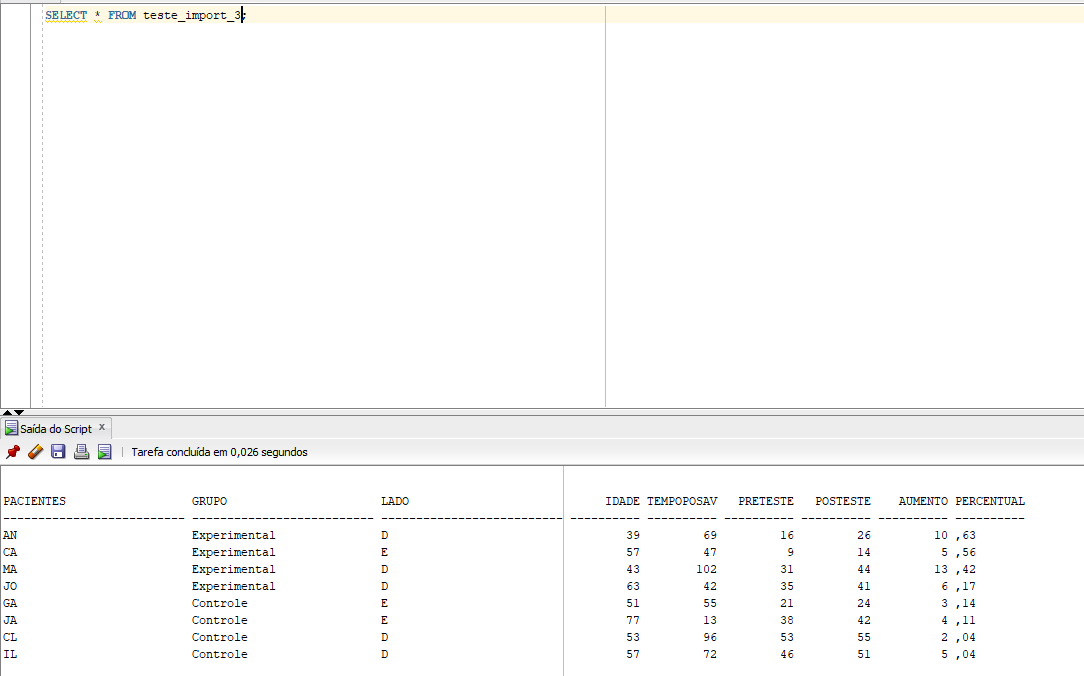 SELECT * FROM teste_import_3;
Saída do Script x
Tarefa concluída em 0,026 segundos
PACIENTES GRUPO LADO IDADE TEMPOPOSAV PRETESTE POSTESTE AUMENTO PERCENTUAL
-------------------------- -------------------------- -------------------------- ---------- ---------- ---------- ---------- ---------- ----------
AN Experimental D 39 69 16 26 10 ,63
CA Experimental E 57 47 9 14 5 ,56
MA Experimental D 43 102 31 44 13 ,42
JO Experimental D 63 42 35 41 6 ,17
GA Controle E 51 55 21 24 3 ,14
JA Controle E 77 13 38 42 4 ,11
CL Controle D 53 96 53 55 2 ,04
IL Controle D 57 72 46 51 5 ,04